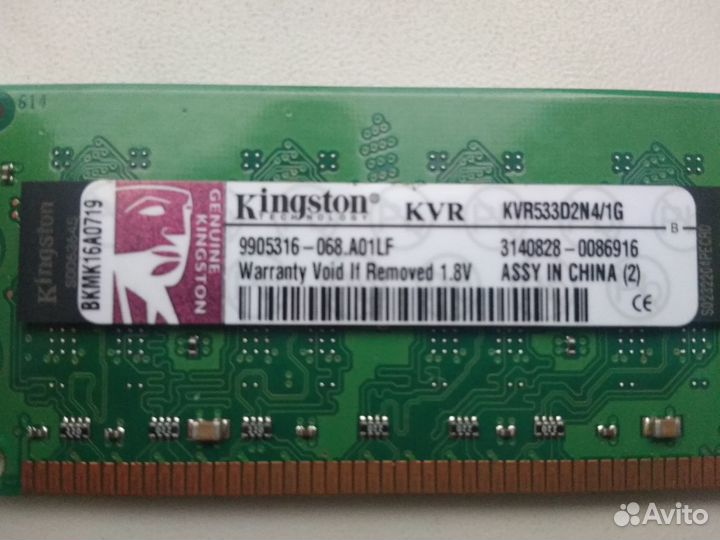 614
Kingston
BKMK16A0719
GENUINE
KINGSTON
Kingston®
TECHNOLOGY
KVR
KVR533D2N4/1G
9905316-068.A01LF
3140828-0086916
B
Warranty Void If Removed 1.8V
ASSY IN CHINA (2)
CE
Avito